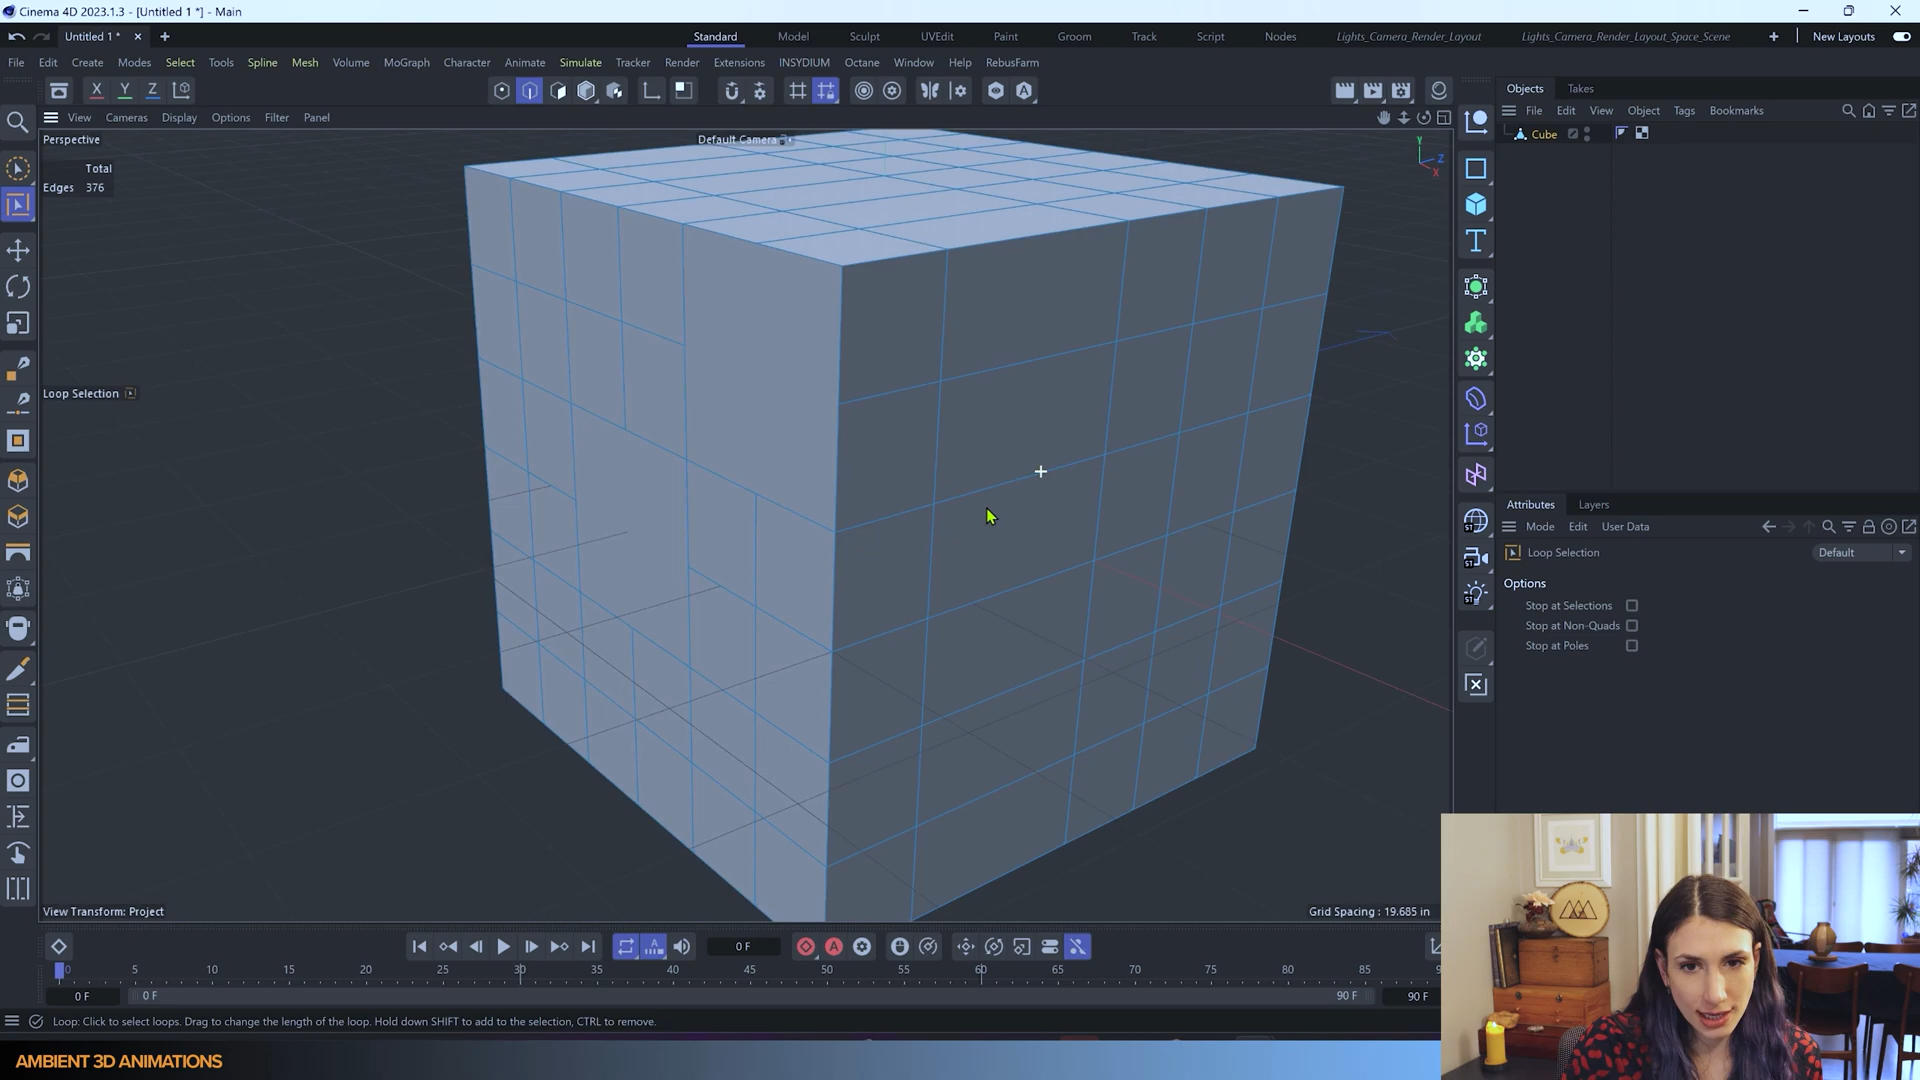 Cinema 4D 2023.1.3 - [Untitled 1 *] - Main
Untitled 1 *
Standard Model Sculpt UVEdit Paint Groom Track Script Nodes Lights_Camera_Render_Layout Lights_Camera_Render_Layout_Space_Scene New Layouts
File Edit Create Modes Select Tools Spline Mesh Volume MoGraph Character Animate Simulate Tracker Render Extensions INSYDIUM Octane Window Help RebusFarm
X Y Z
Objects Takes
View Cameras Display Options Filter Panel
File Edit View Object Tags Bookmarks
Perspective
Default Camera
Cube
Y
Z
X
Total
Edges 376
Loop Selection
Attributes Layers
Mode Edit User Data
Loop Selection
Default
Options
Stop at Selections
Stop at Non-Quads
Stop at Poles
View Transform: Project
Grid Spacing : 19.685 in
0 F
0 5 10 15 20 25 30 35 40 45 50 55 60 65 70 75 80 85
0 F 0 F 90 F 90 F
Loop: Click to select loops. Drag to change the length of the loop. Hold down SHIFT to add to the selection, CTRL to remove.
AMBIENT 3D ANIMATIONS